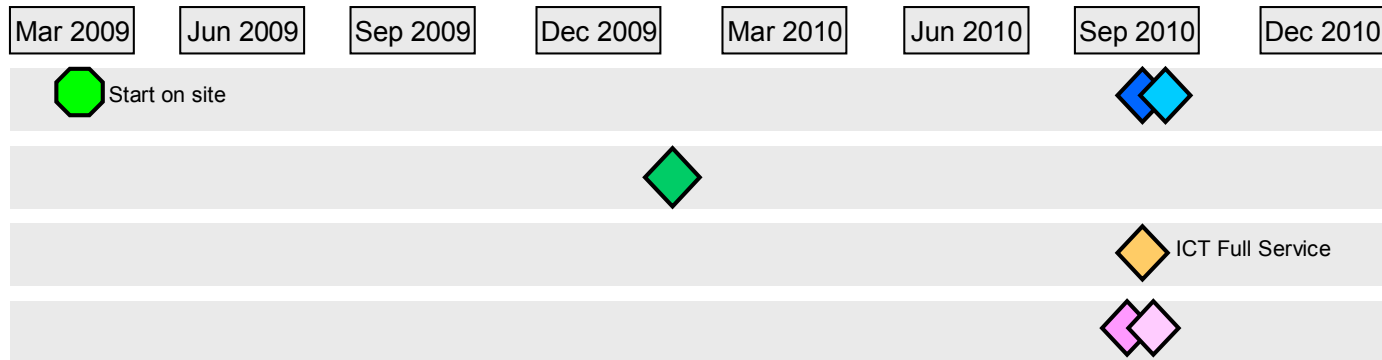 Mar 2009 Jun 2009 Sep 2009 Dec 2009 Mar 2010 Jun 2010 Sep 2010 Dec 2010
Start on site
ICT Full Service